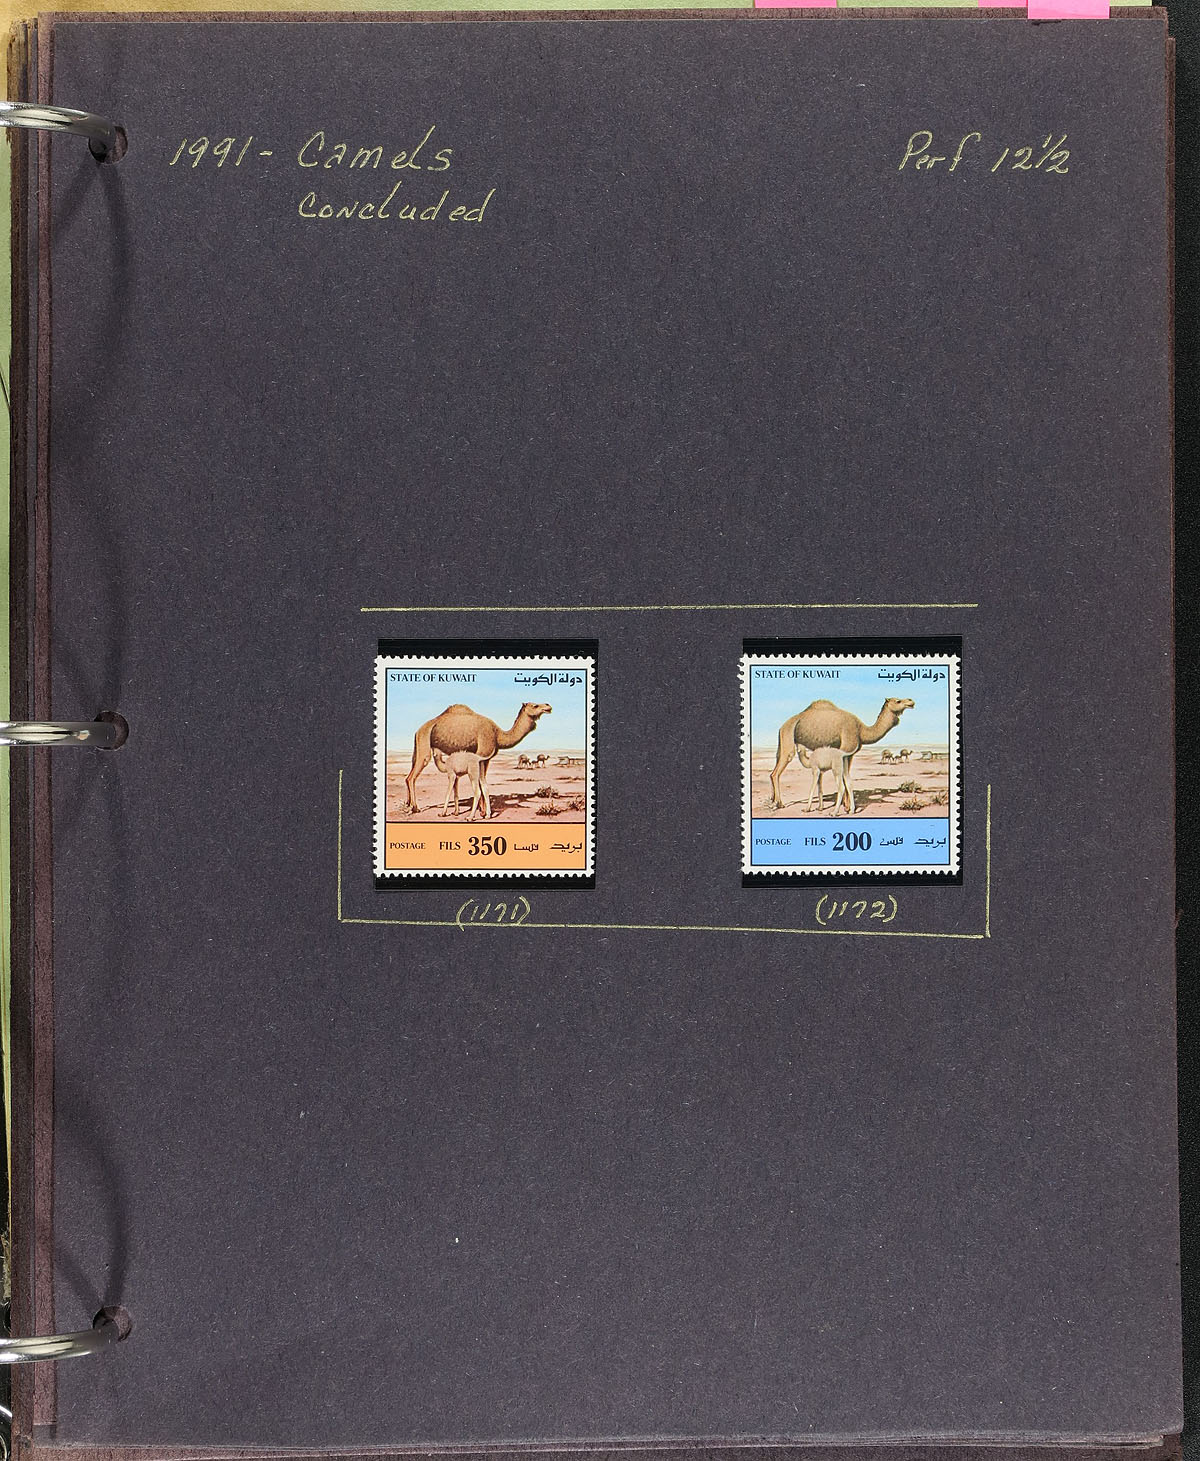 1991 - Camels
Concluded
Perf 12½
STATE OF KUWAIT دولة الكويت
POSTAGE FILS 350 فلسا بريد
(1171)
STATE OF KUWAIT دولة الكويت
POSTAGE FILS 200 فلس بريد
(1172)